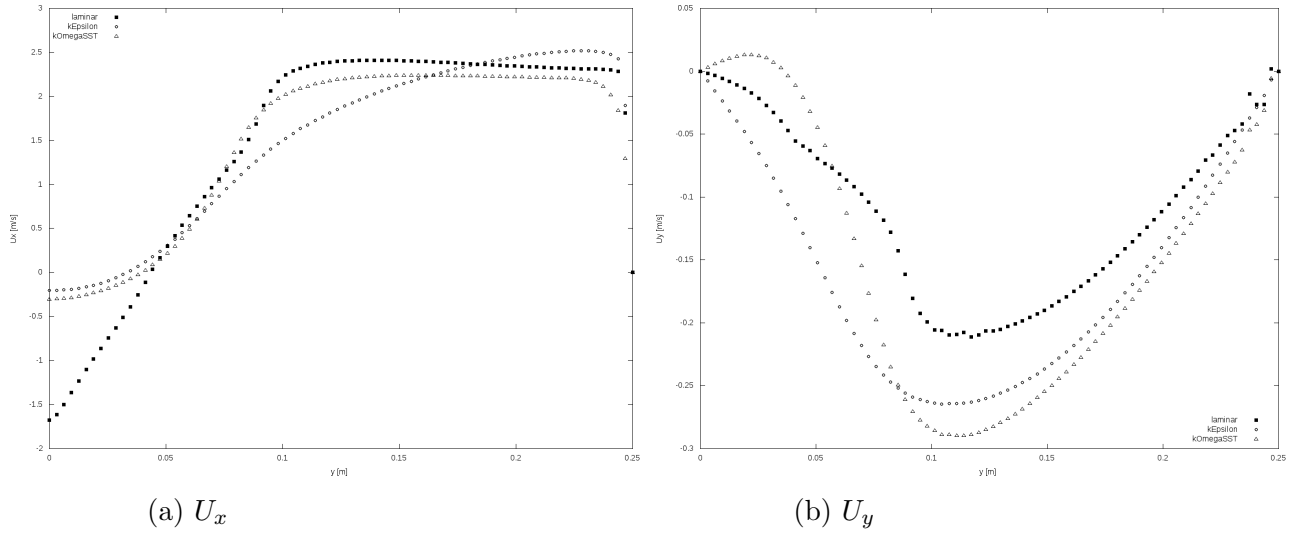 laminar
kEpsilon
kOmegaSST
3
2.5
2
1.5
1
0.5
0
-0.5
-1
-1.5
-2
Ux [m/s]
0 0.05 0.1 0.15 0.2 0.25
y [m]
(a) Ux
0.05
0
-0.05
-0.1
-0.15
-0.2
-0.25
-0.3
Uy [m/s]
laminar
kEpsilon
kOmegaSST
0 0.05 0.1 0.15 0.2 0.25
y [m]
(b) Uy